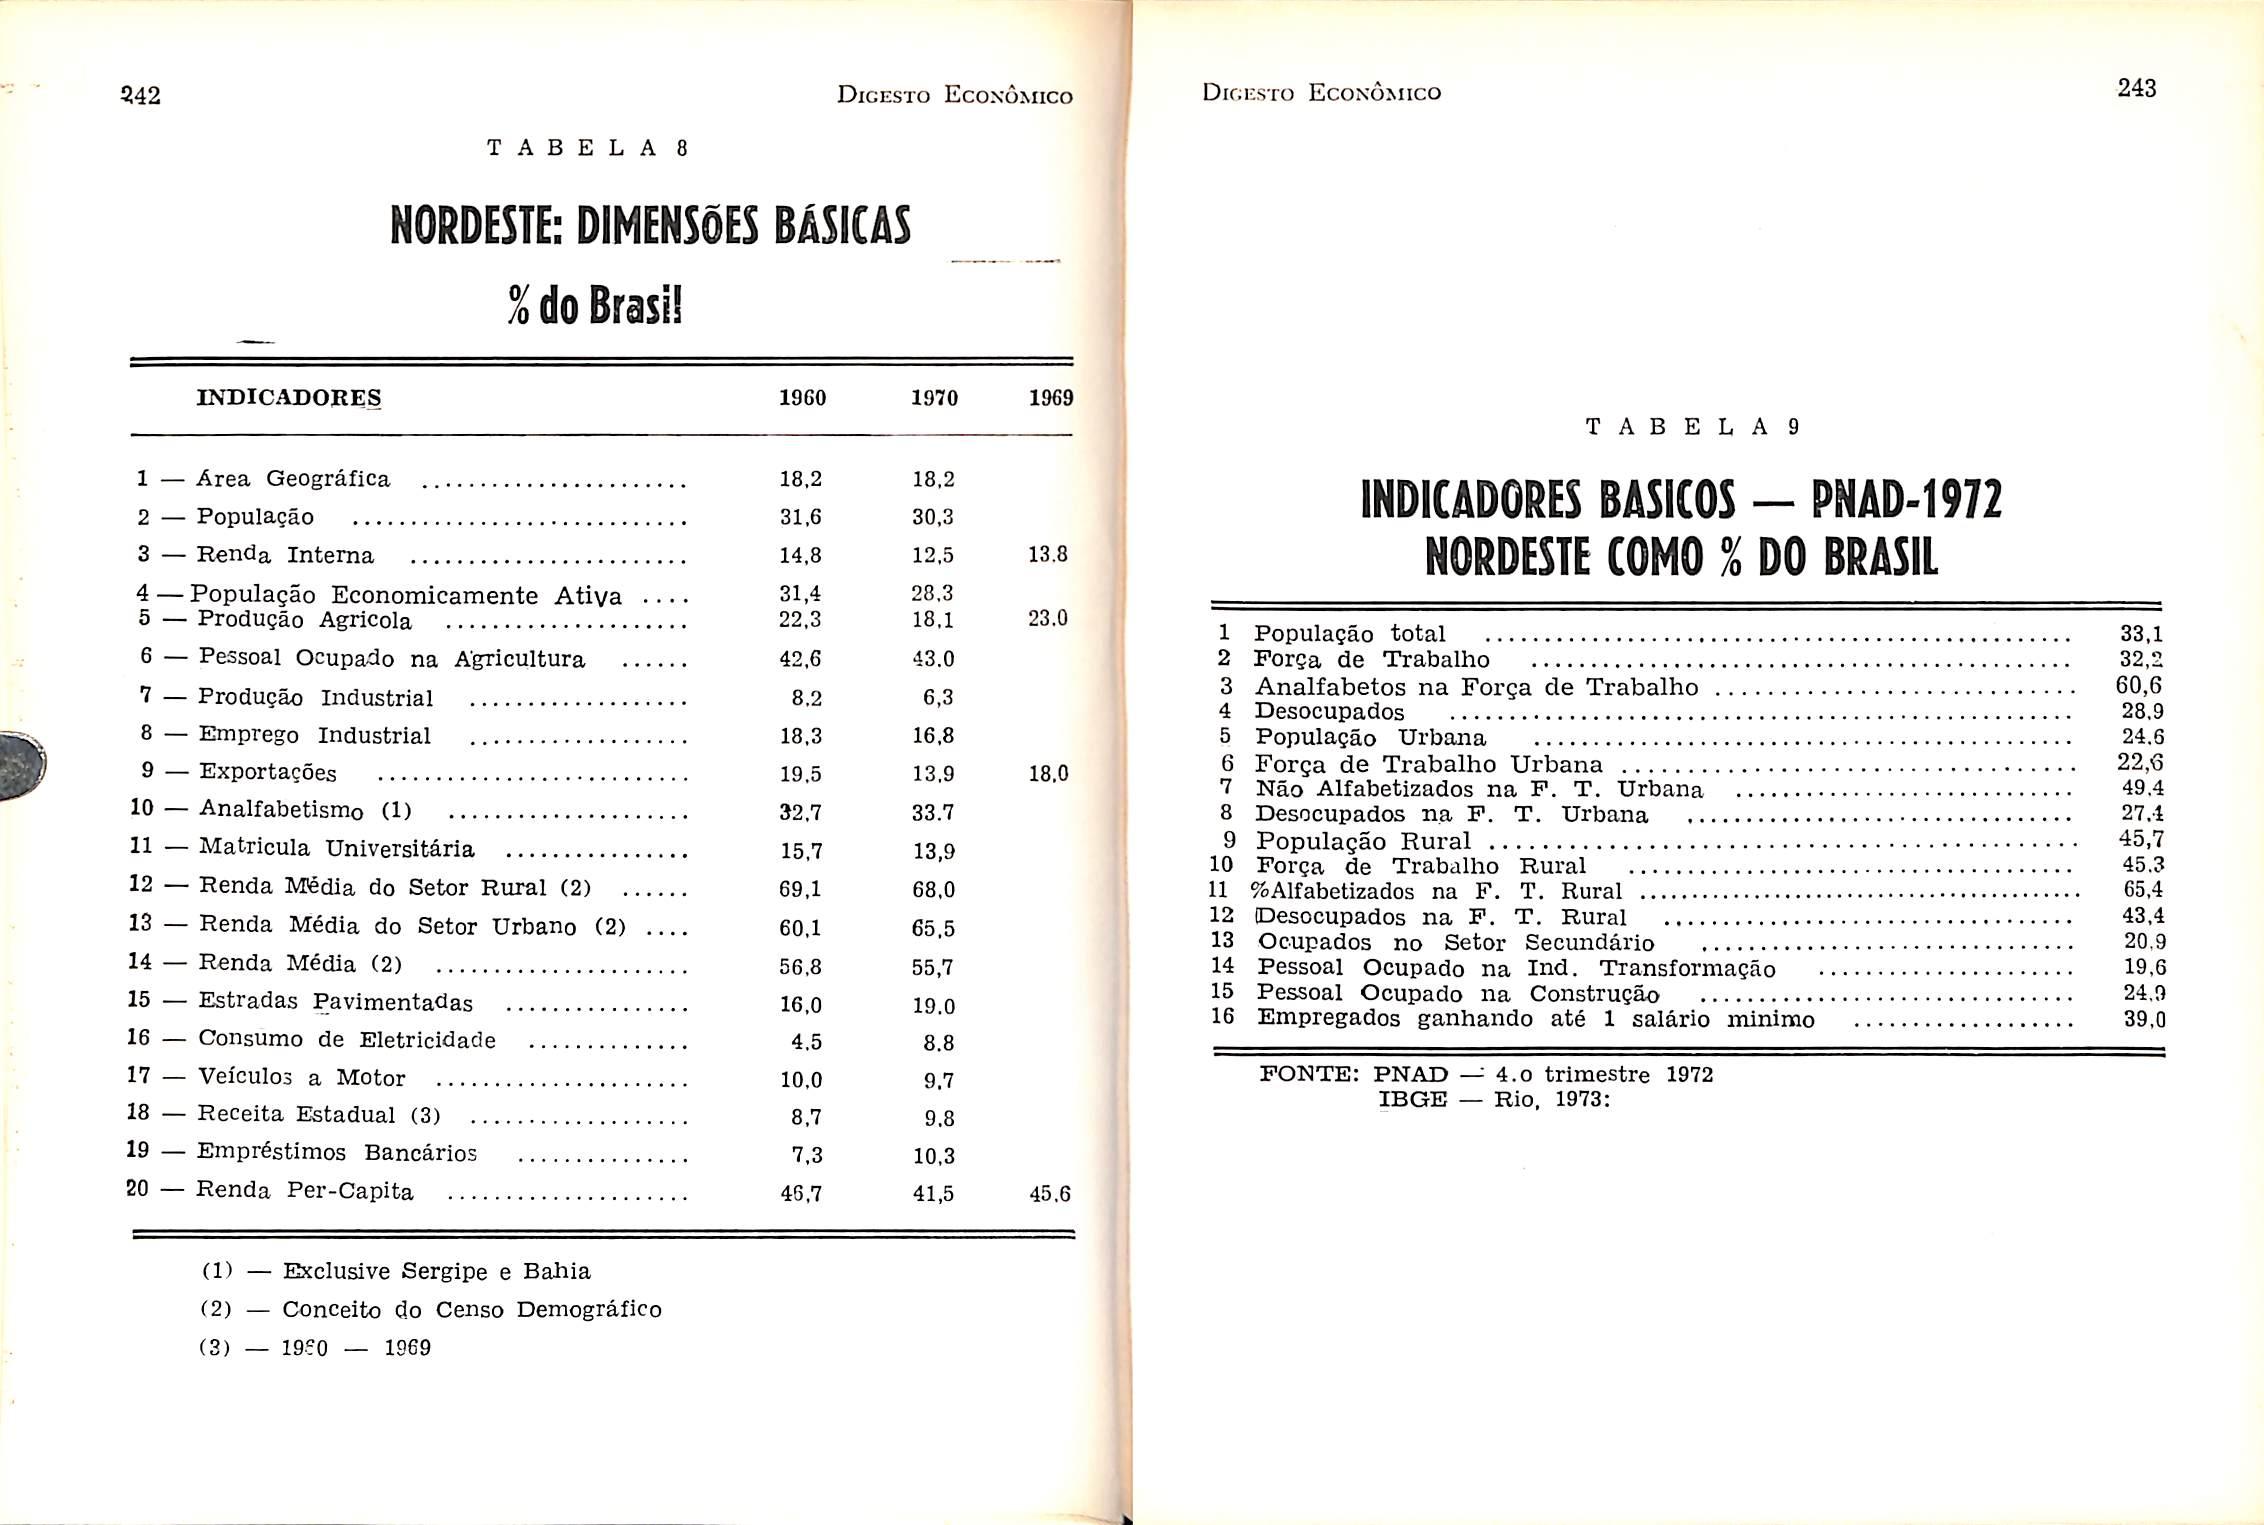 242 Digesto Econômico
TABELA 8
NORDESTE: DIMENSÕES BÁSICAS
% do Brasil
INDICADORES 1960 1970 1969
1 — Área Geográfica ....................... 18,2 18,2
2 — População ............................. 31,6 30,3
3 — Renda Interna ........................ 14,8 12,5 13.8
4 — População Economicamente Ativa .... 31,4 28,3
5 — Produção Agricola ..................... 22,3 18,1 23.0
6 — Pessoal Ocupado na Agricultura ...... 42,6 43.0
7 — Produção Industrial ................... 8,2 6,3
8 — Emprego Industrial ................... 18,3 16,8
9 — Exportações ........................... 19,5 13,9 18,0
10 — Analfabetismo (1) ..................... 32,7 33.7
11 — Matricula Universitária ................ 15,7 13,9
12 — Renda Média do Setor Rural (2) ...... 69,1 68,0
13 — Renda Média do Setor Urbano (2) .... 60,1 65,5
14 — Renda Média (2) ...................... 56,8 55,7
15 — Estradas Pavimentadas ................ 16,0 19.0
16 — Consumo de Eletricidade .............. 4,5 8.8
17 — Veículos a Motor ...................... 10,0 9,7
18 — Receita Estadual (3) ................... 8,7 9,8
19 — Empréstimos Bancários ............... 7,3 10,3
20 — Renda Per-Capita ..................... 46,7 41,5 45.6
(1) — Exclusive Sergipe e Bahia
(2) — Conceito do Censo Demográfico
(3) — — 1969
Digesto Econômico 243
TABELA 9
INDICADORES BASICOS — PNAD-1972
NORDESTE COMO % DO BRASIL
1 População total .................................................. 33,1
2 Força de Trabalho .............................................. 32,2
3 Analfabetos na Força de Trabalho ............................ 60,6
4 Desocupados ..................................................... 28,9
5 População Urbana .............................................. 24.6
6 Força de Trabalho Urbana ................................... 22,6
7 Não Alfabetizados na F. T. Urbana ............................. 49.4
8 Desocupados na F. T. Urbana ................................. 27,4
9 População Rural .............................................. 45,7
10 Força de Trabalho Rural ...................................... 45.3
11 %Alfabetizados na F. T. Rural ...................................... 65,4
12 Desocupados na F. T. Rural ................................... 43,4
13 Ocupados no Setor Secundário ................................ 20,9
14 Pessoal Ocupado na Ind. Transformação ...................... 19,6
15 Pessoal Ocupado na Construção ................................ 24,9
16 Empregados ganhando até 1 salário minimo ................... 39,0
FONTE: PNAD — 4.o trimestre 1972
IBGE — Rio, 1973: